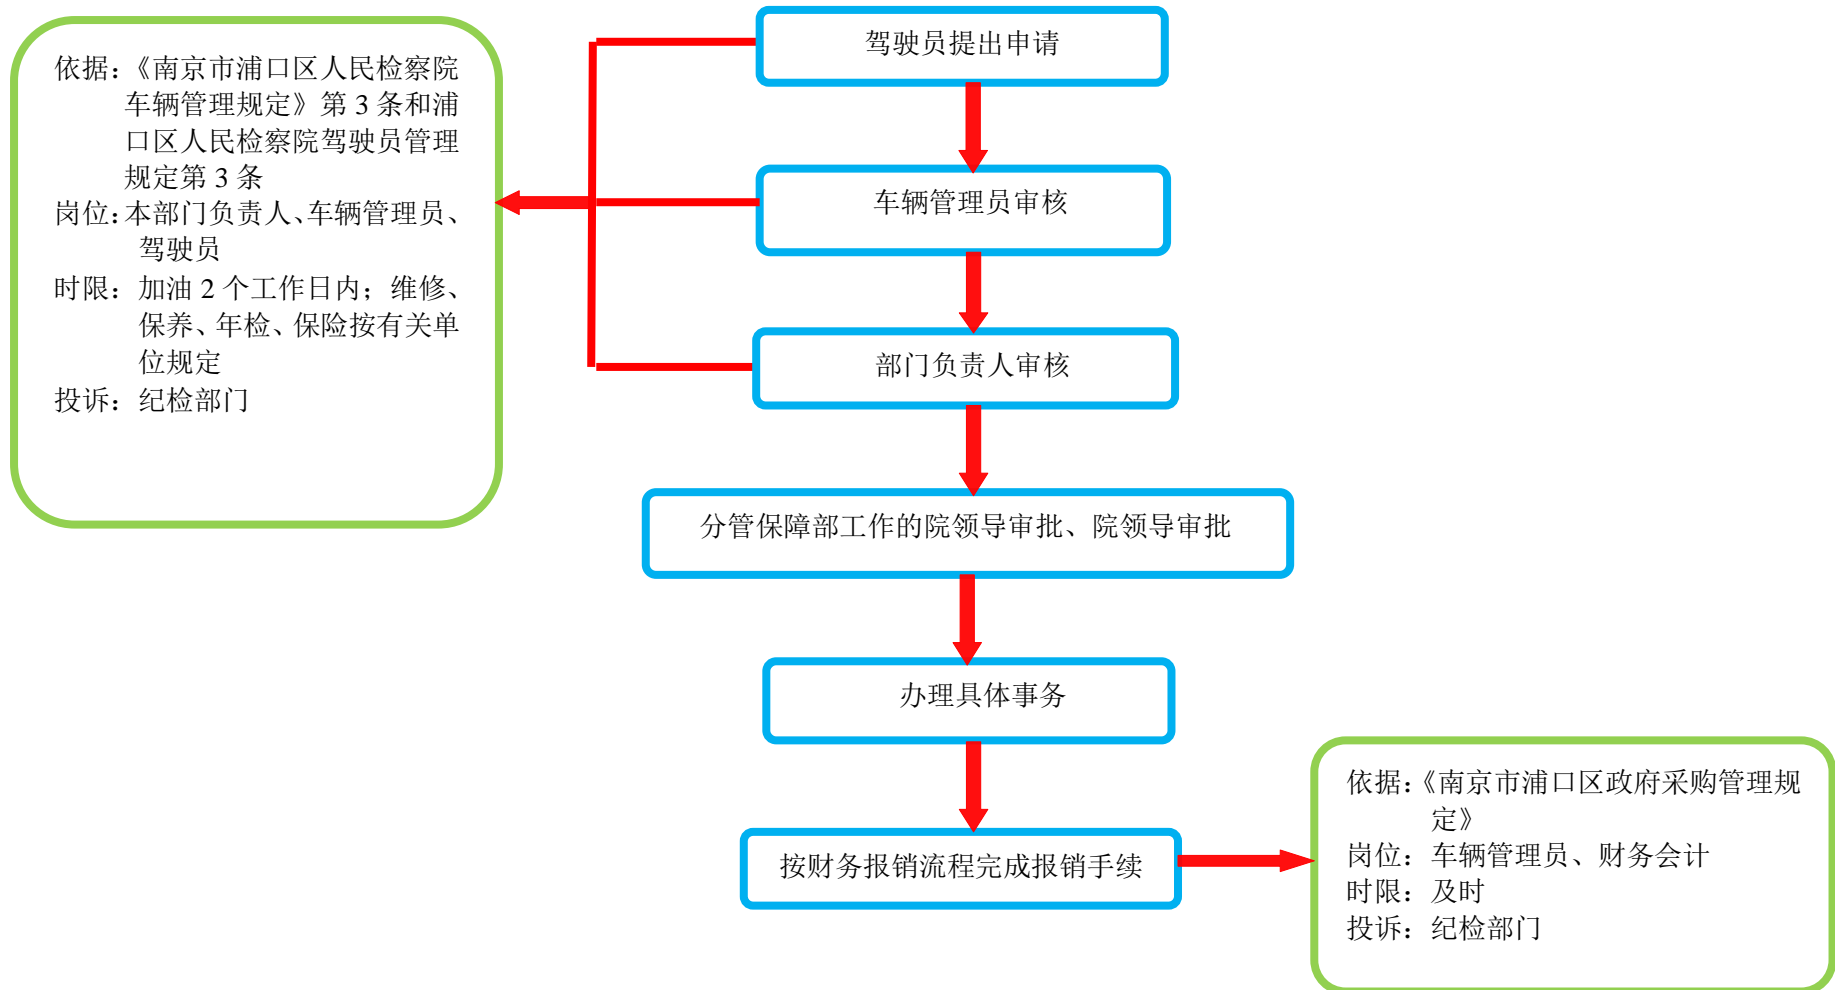 依据：《南京市浦口区人民检察院
车辆管理规定》第 3 条和浦
口区人民检察院驾驶员管理
规定第 3 条
岗位：本部门负责人、车辆管理员、
驾驶员
时限：加油 2 个工作日内；维修、
保养、年检、保险按有关单
位规定
投诉：纪检部门
驾驶员提出申请
车辆管理员审核
部门负责人审核
分管保障部工作的院领导审批、院领导审批
办理具体事务
按财务报销流程完成报销手续
依据：《南京市浦口区政府采购管理规
定》
岗位：车辆管理员、财务会计
时限：及时
投诉：纪检部门